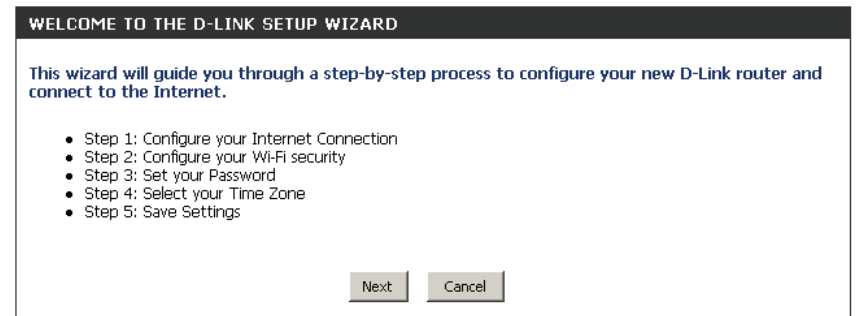 WELCOME TO THE D-LINK SETUP WIZARD
This wizard will guide you through a step-by-step process to configure your new D-Link router and
connect to the Internet.
• Step 1: Configure your Internet Connection
• Step 2: Configure your Wi-Fi security
• Step 3: Set your Password
• Step 4: Select your Time Zone
• Step 5: Save Settings
Next Cancel